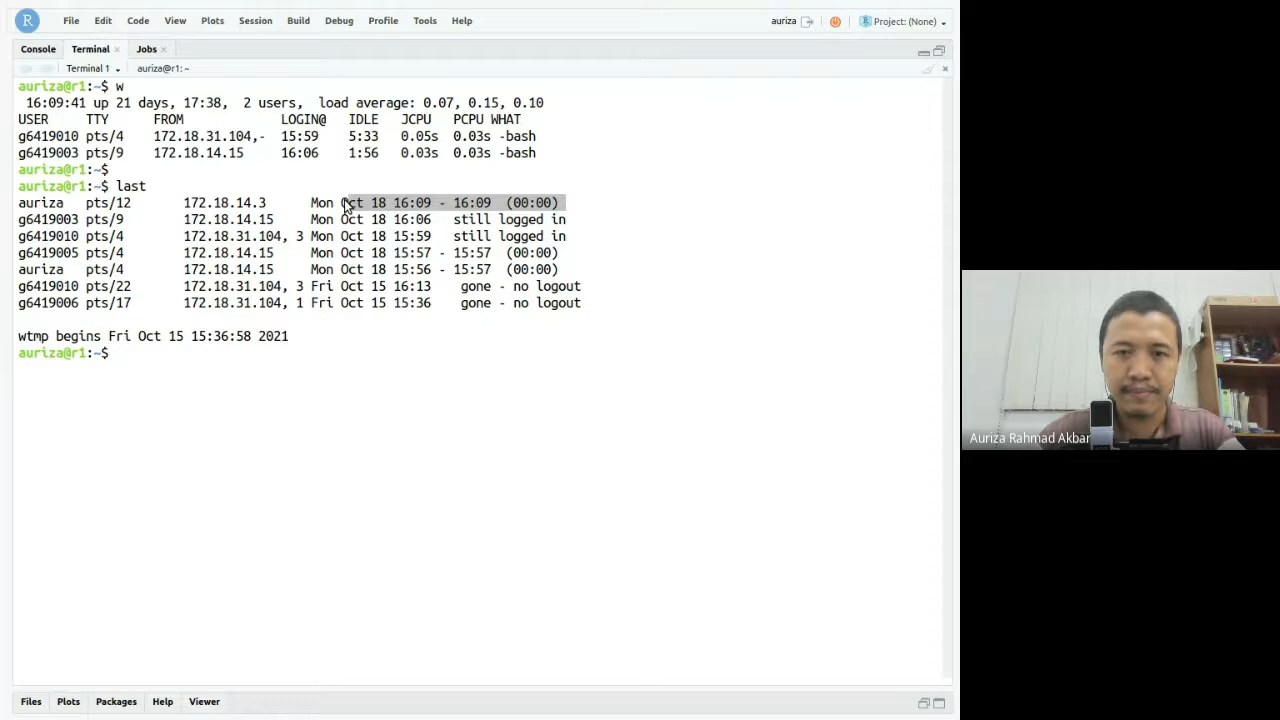 R File Edit Code View Plots Session Build Debug Profile Tools Help auriza Project: (None)
Console Terminal Jobs
Terminal 1 auriza@r1: ~
auriza@r1:~$ w
16:09:41 up 21 days, 17:38, 2 users, load average: 0.07, 0.15, 0.10
USER TTY FROM LOGIN@ IDLE JCPU PCPU WHAT
g6419010 pts/4 172.18.31.104,- 15:59 5:33 0.05s 0.03s -bash
g6419003 pts/9 172.18.14.15 16:06 1:56 0.03s 0.03s -bash
auriza@r1:~$
auriza@r1:~$ last
auriza pts/12 172.18.14.3 Mon Oct 18 16:09 - 16:09 (00:00)
g6419003 pts/9 172.18.14.15 Mon Oct 18 16:06 still logged in
g6419010 pts/4 172.18.31.104, 3 Mon Oct 18 15:59 still logged in
g6419005 pts/4 172.18.14.15 Mon Oct 18 15:57 - 15:57 (00:00)
auriza pts/4 172.18.14.15 Mon Oct 18 15:56 - 15:57 (00:00)
g6419010 pts/22 172.18.31.104, 3 Fri Oct 15 16:13 gone - no logout
g6419006 pts/17 172.18.31.104, 1 Fri Oct 15 15:36 gone - no logout
wtmp begins Fri Oct 15 15:36:58 2021
auriza@r1:~$
Files Plots Packages Help Viewer
Auriza Rahmad Akbar